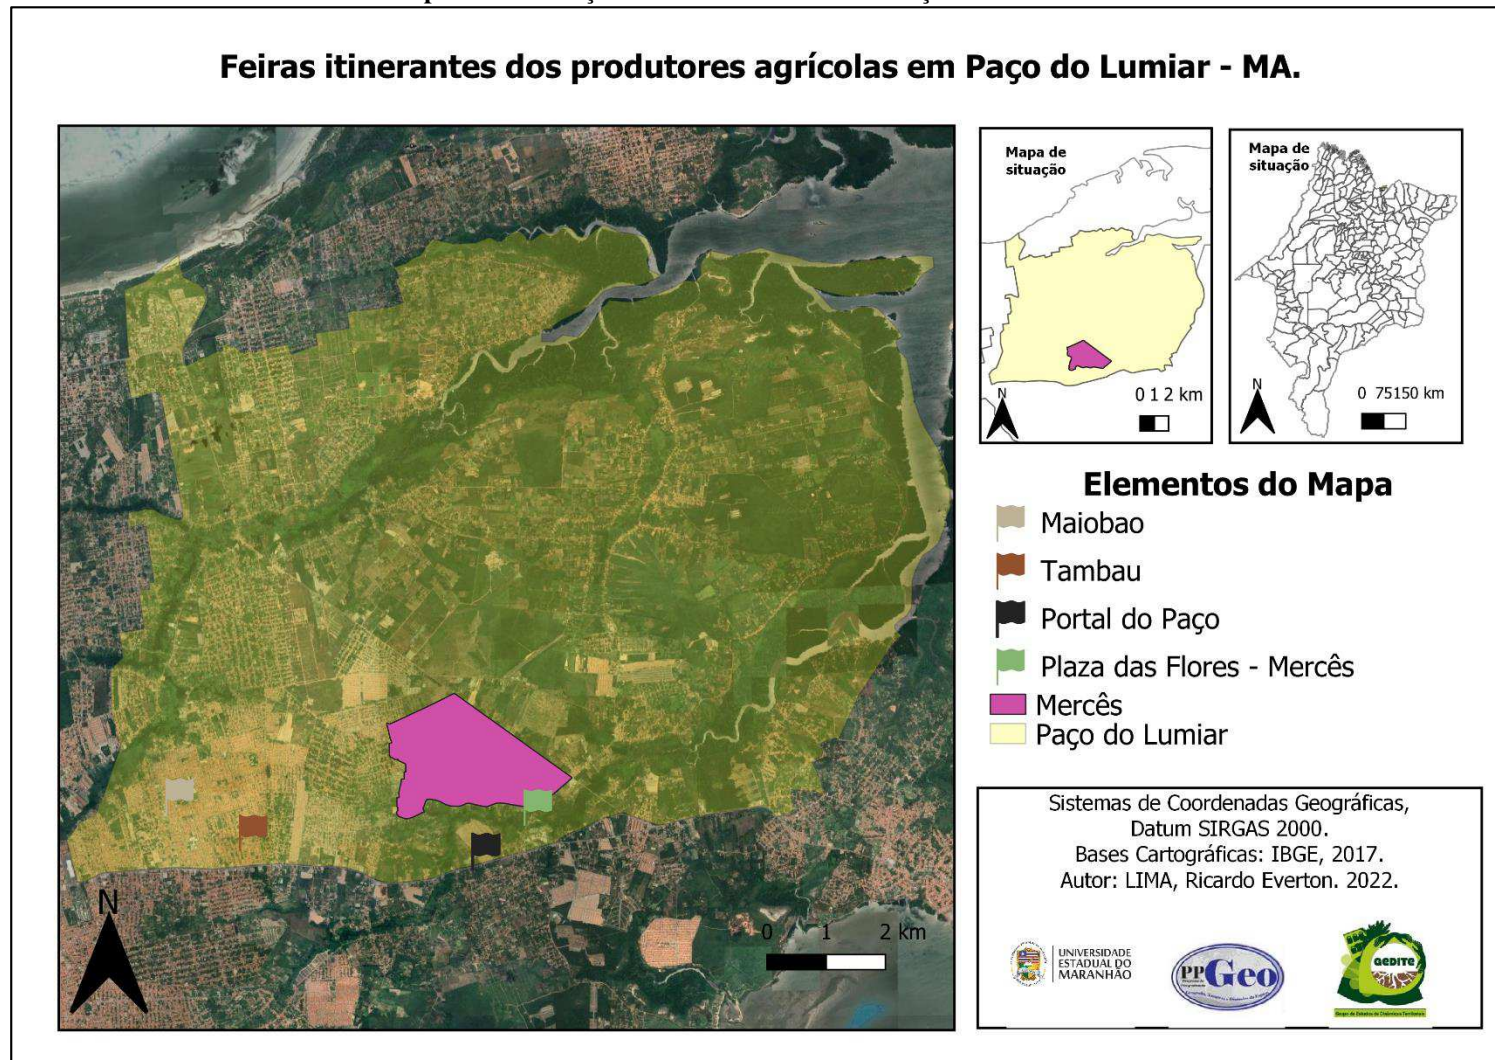 Feiras itinerantes dos produtores agrícolas em Paço do Lumiar - MA.
Mapa de
situação
N
0 1 2 km
Mapa de
situação
N
0 75150 km
Elementos do Mapa
Maiobao
Tambau
Portal do Paço
Plaza das Flores - Mercês
Mercês
Paço do Lumiar
N
0 1 2 km
Sistemas de Coordenadas Geográficas,
Datum SIRGAS 2000.
Bases Cartográficas: IBGE, 2017.
Autor: LIMA, Ricardo Everton. 2022.
UNIVERSIDADE
ESTADUAL DO
MARANHÃO
PPGeo
GEDITE